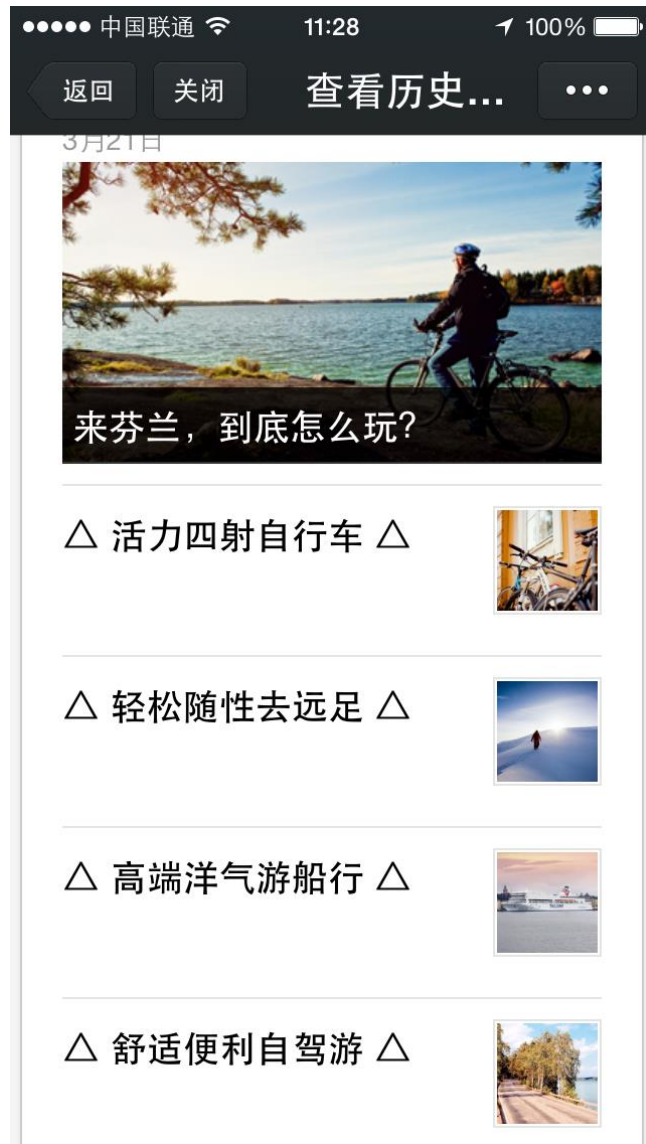 中国联通 11:28 100%
返回 关闭 查看历史...
3月21日
来芬兰，到底怎么玩?
△ 活力四射自行车 △
△ 轻松随性去远足 △
△ 高端洋气游船行 △
△ 舒适便利自驾游 △